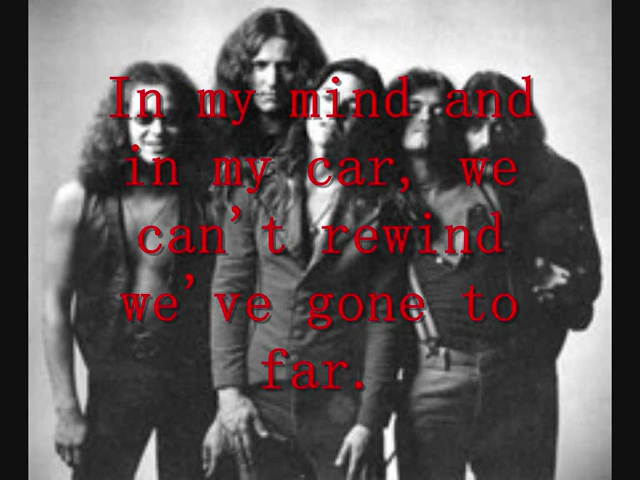 In my mind and
in my car, we
can't rewind
we've gone to
far.